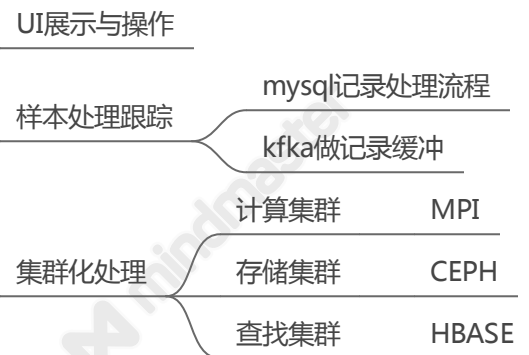 UI展示与操作
样本处理跟踪
mysql记录处理流程
kfka做记录缓冲
集群化处理
计算集群 MPI
存储集群 CEPH
查找集群 HBASE
mindmaster